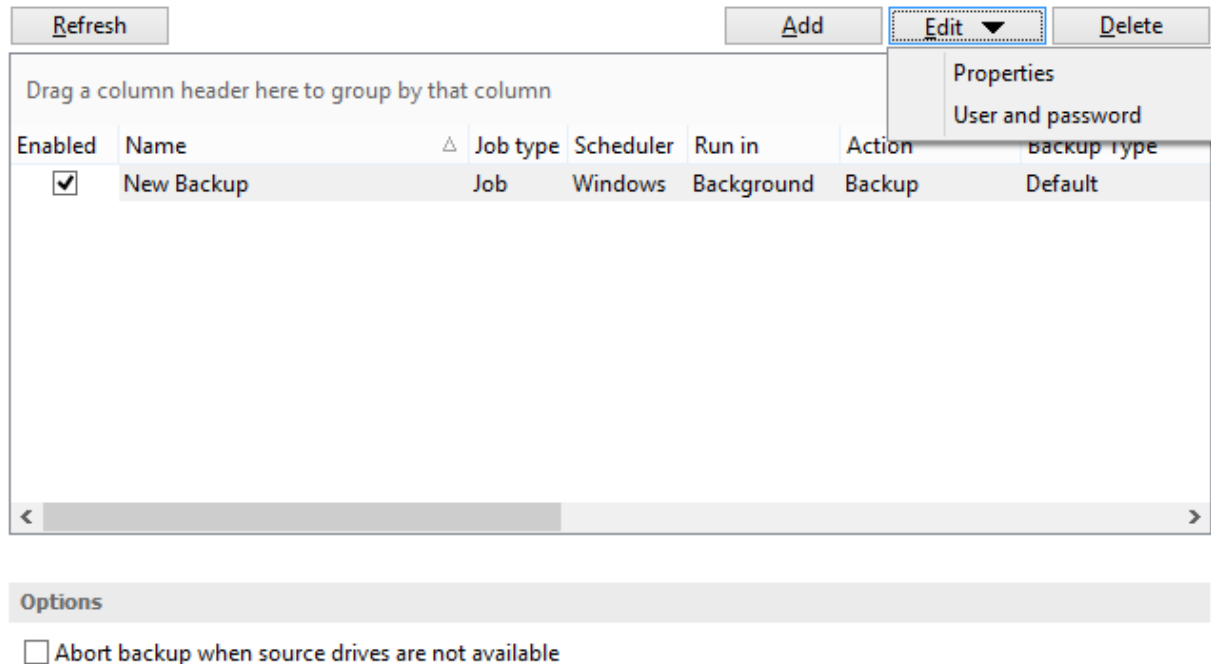 Refresh Add Edit Delete
Drag a column header here to group by that column
Properties
User and password
Enabled Name Job type Scheduler Run in Action Backup Type
New Backup Job Windows Background Backup Default
Options
Abort backup when source drives are not available